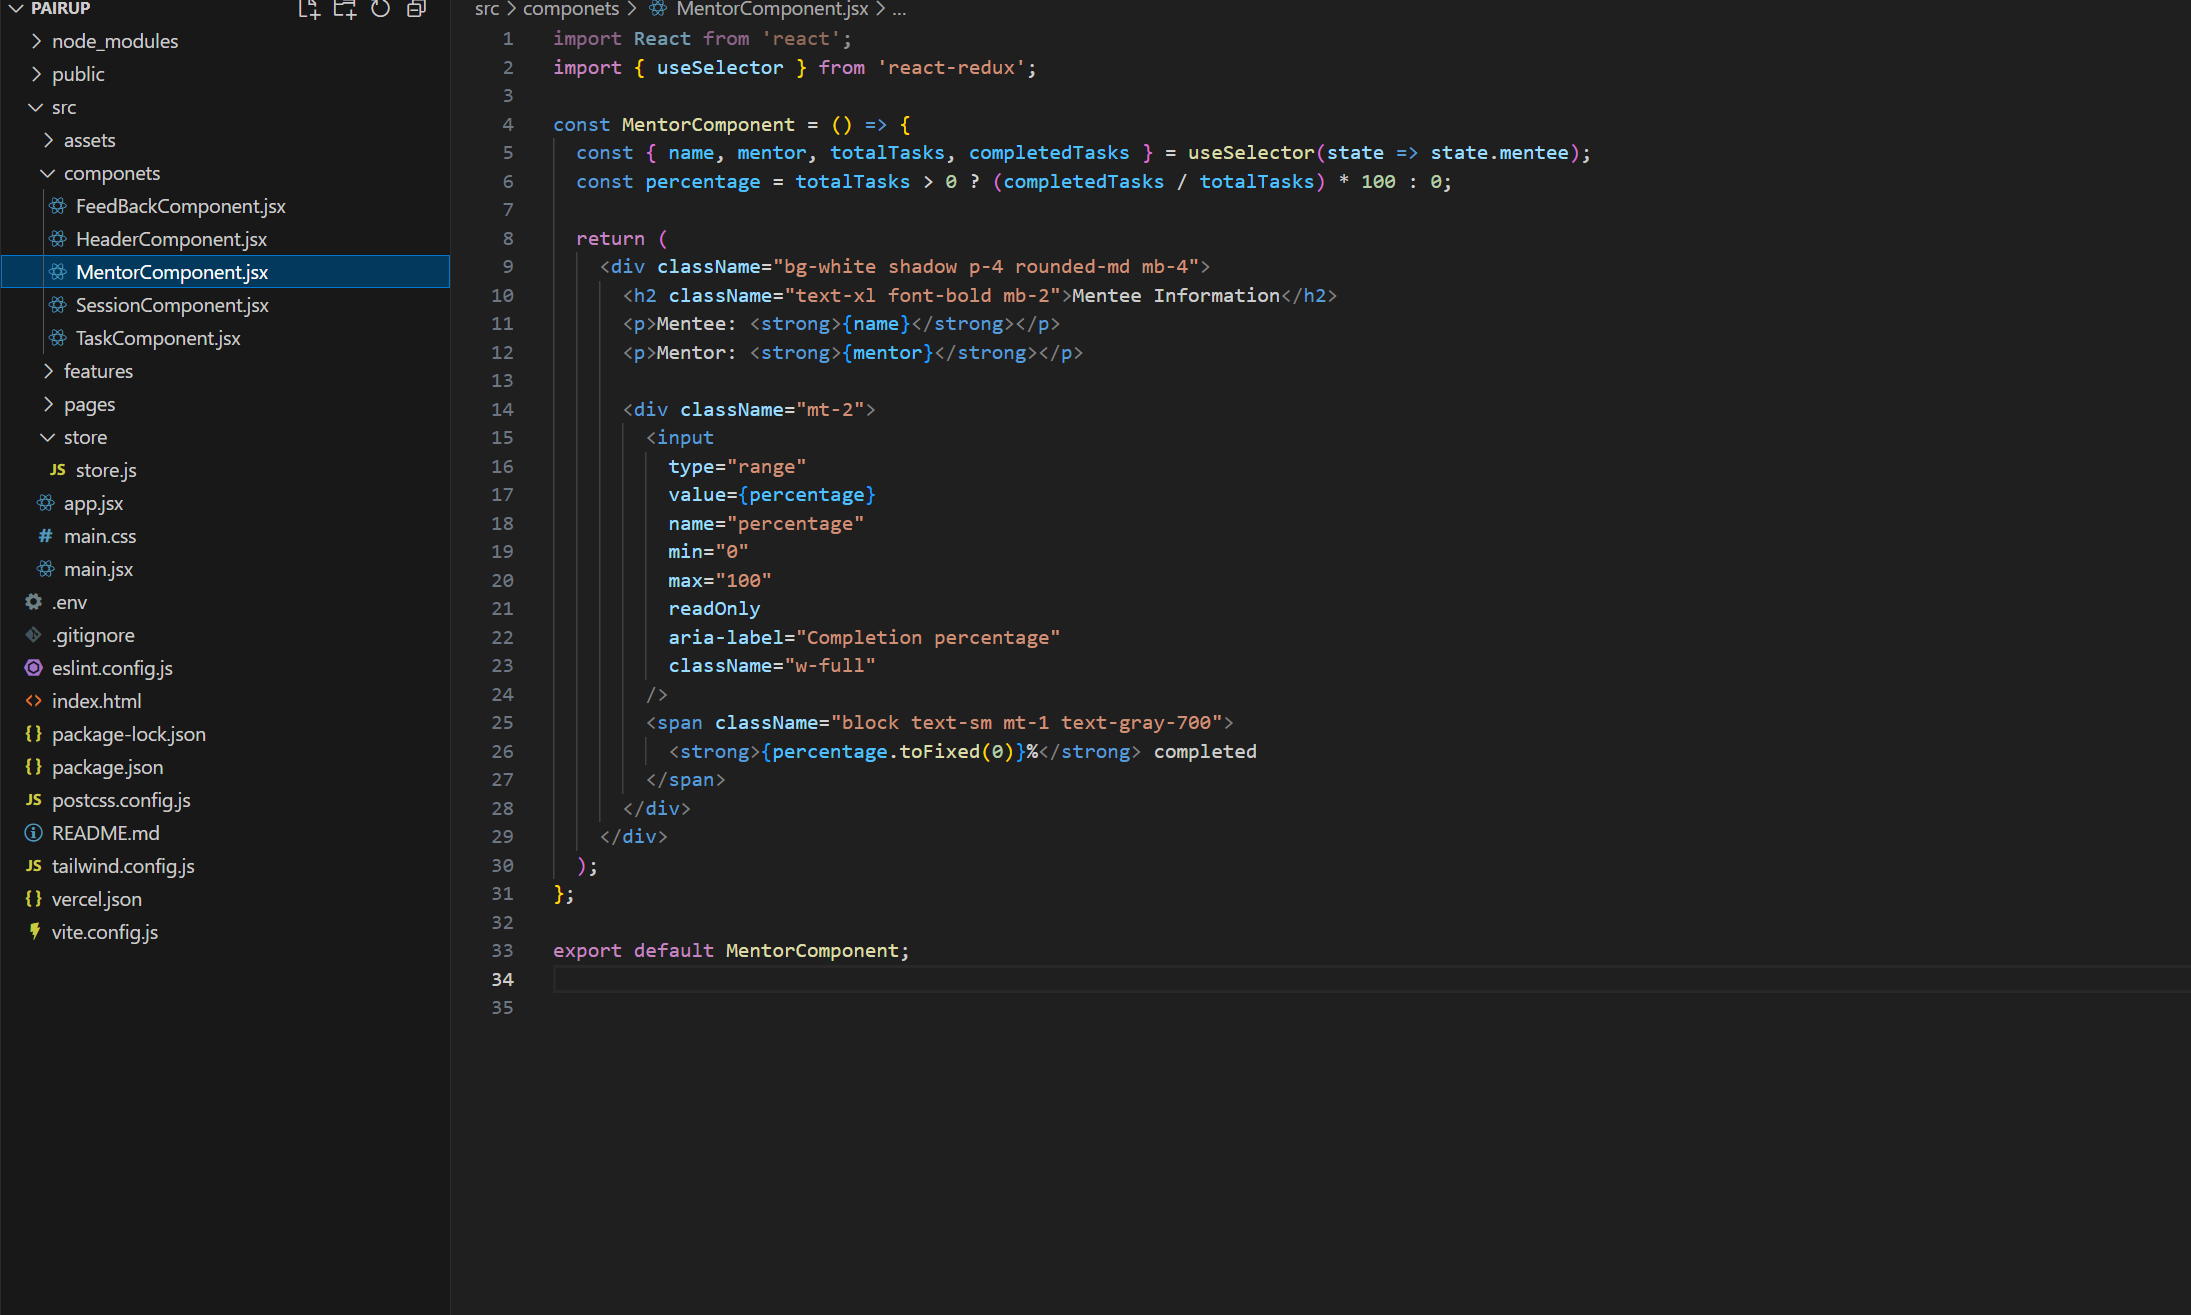 PAIRUP
node_modules
public
src
assets
componets
FeedBackComponent.jsx
HeaderComponent.jsx
MentorComponent.jsx
SessionComponent.jsx
TaskComponent.jsx
features
pages
store
JS store.js
app.jsx
# main.css
main.jsx
.env
.gitignore
eslint.config.js
<> index.html
{} package-lock.json
{} package.json
JS postcss.config.js
README.md
JS tailwind.config.js
{} vercel.json
vite.config.js
src > componets > MentorComponent.jsx > ...
1 import React from 'react';
2 import { useSelector } from 'react-redux';
3
4 const MentorComponent = () => {
5   const { name, mentor, totalTasks, completedTasks } = useSelector(state => state.mentee);
6   const percentage = totalTasks > 0 ? (completedTasks / totalTasks) * 100 : 0;
7
8   return (
9     <div className="bg-white shadow p-4 rounded-md mb-4">
10       <h2 className="text-xl font-bold mb-2">Mentee Information</h2>
11       <p>Mentee: <strong>{name}</strong></p>
12       <p>Mentor: <strong>{mentor}</strong></p>
13
14       <div className="mt-2">
15         <input
16           type="range"
17           value={percentage}
18           name="percentage"
19           min="0"
20           max="100"
21           readOnly
22           aria-label="Completion percentage"
23           className="w-full"
24         />
25         <span className="block text-sm mt-1 text-gray-700">
26           <strong>{percentage.toFixed(0)}%</strong> completed
27         </span>
28       </div>
29     </div>
30   );
31 };
32
33 export default MentorComponent;
34
35